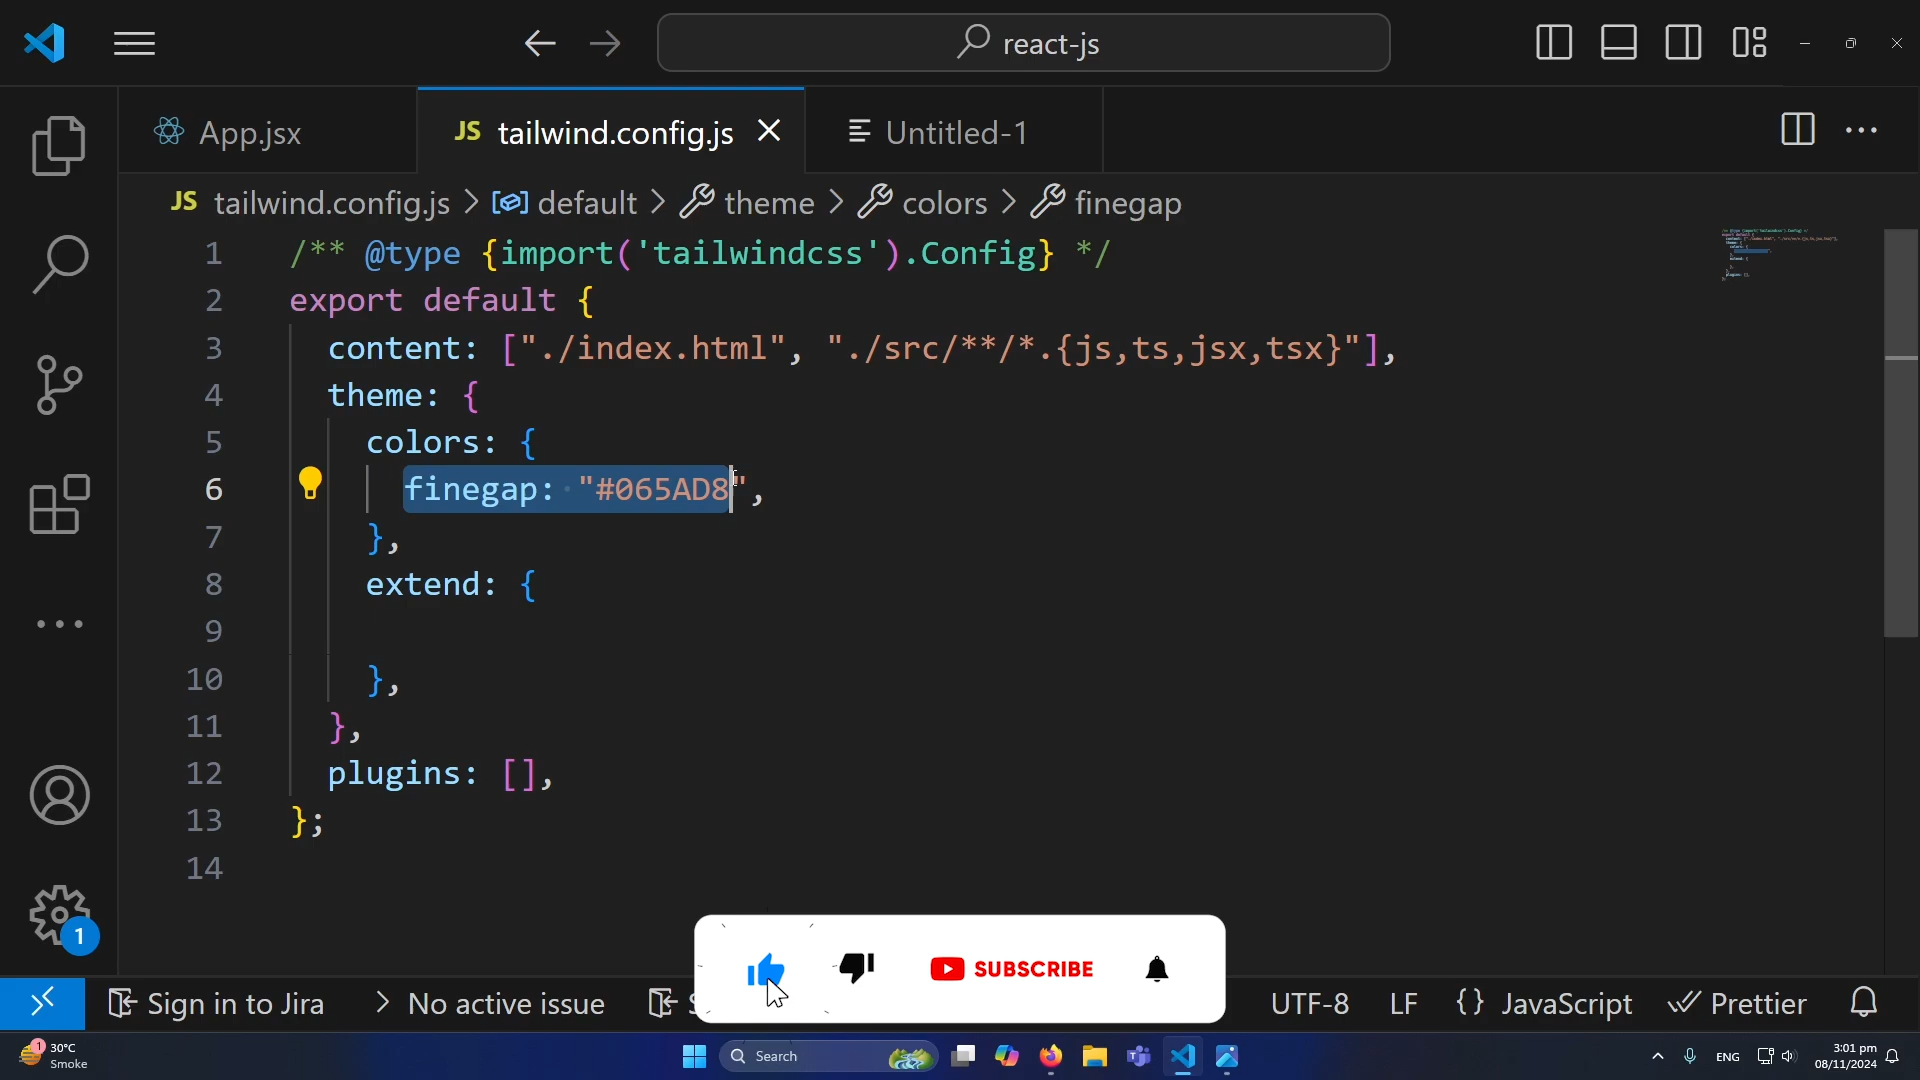 react-js
App.jsx
JS tailwind.config.js
Untitled-1
JS tailwind.config.js > default > theme > colors > finegap
1 /** @type {import('tailwindcss').Config} */
2 export default {
3 content: ["./index.html", "./src/**/*.{js,ts,jsx,tsx}"],
4 theme: {
5 colors: {
6 finegap: "#065AD8",
7 },
8 extend: {
9
10 },
11 },
12 plugins: [],
13 };
14
1
SUBSCRIBE
Sign in to Jira
> No active issue
UTF-8
LF
{} JavaScript
Prettier
1
30°C
Smoke
Search
ENG
3:01 pm
08/11/2024